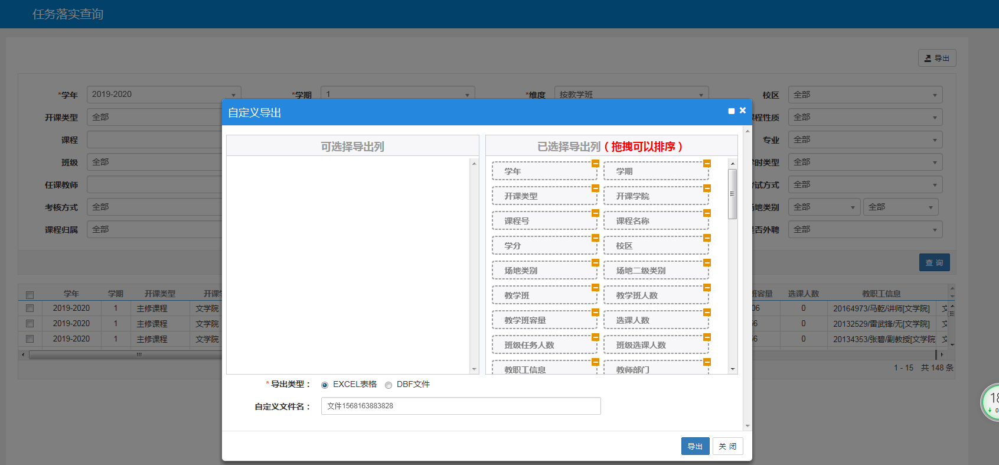 任务落实查询
导出
*学年 2019-2020 *学期 1 *维度 按教学班 校区 全部
开课类型 全部 课程性质 全部
课程 专业 全部
班级 全部 学时类型 全部
任课教师 考试方式 全部
考核方式 全部 场地类别 全部 全部
课程归属 全部 是否外聘 全部
查 询
自定义导出
可选择导出列 已选择导出列（拖拽可以排序）
学年 学期
开课类型 开课学院
课程号 课程名称
学分 校区
场地类别 场地二级类别
教学班 教学班人数
教学班容量 选课人数
班级任务人数 班级选课人数
教职工信息 教师部门
*导出类型： EXCEL表格 DBF文件
自定义文件名： 文件1568163883828
导出 关 闭
学年 学期 开课类型 开课学 班容量 选课人数 教职工信息
2019-2020 1 主修课程 文学院 06 0 20164973/马乾/讲师[文学院] 文
2019-2020 1 主修课程 文学院 56 0 20132529/雷武锋/无[文学院] 文
2019-2020 1 主修课程 文学院 56 0 20134353/张碧/副教授[文学院 文
1 - 15 共 148 条
18
0